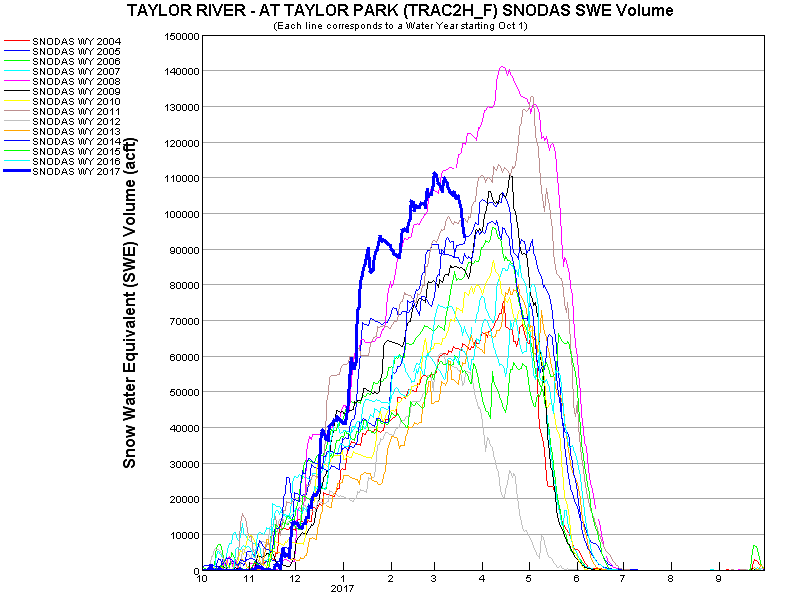 TAYLOR RIVER - AT TAYLOR PARK (TRAC2H_F) SNODAS SWE Volume
(Each line corresponds to a Water Year starting Oct 1)
SNODAS WY 2004
SNODAS WY 2005
SNODAS WY 2006
SNODAS WY 2007
SNODAS WY 2008
SNODAS WY 2009
SNODAS WY 2010
SNODAS WY 2011
SNODAS WY 2012
SNODAS WY 2013
SNODAS WY 2014
SNODAS WY 2015
SNODAS WY 2016
SNODAS WY 2017
Snow Water Equivalent (SWE) Volume (acft)
150000
140000
130000
120000
110000
100000
90000
80000
70000
60000
50000
40000
30000
20000
10000
0
10 11 12 1 2 3 4 5 6 7 8 9
2017